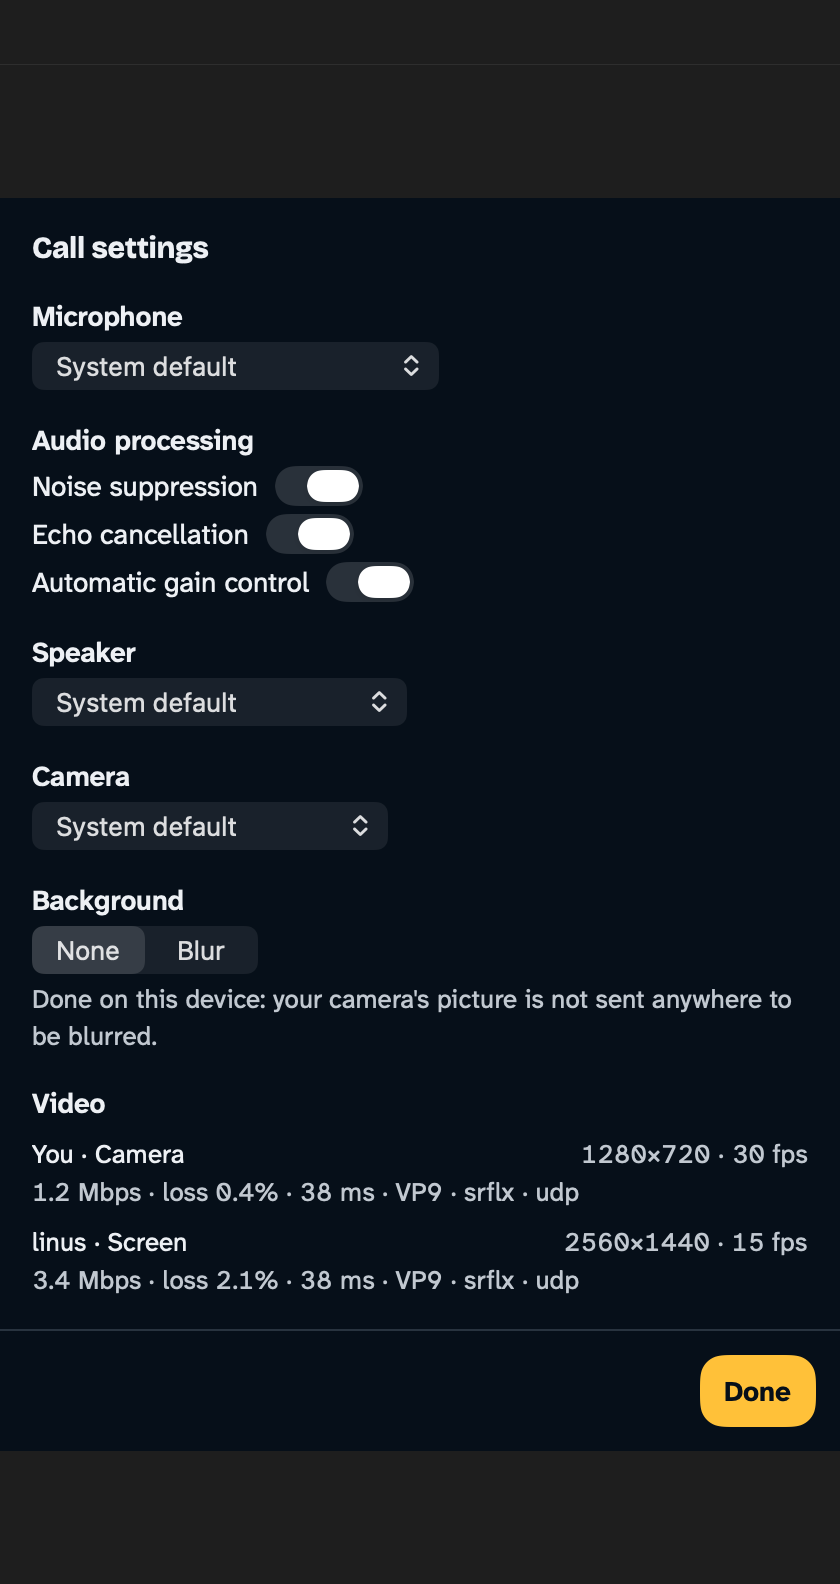 Call settings
Microphone
System default
Audio processing
Noise suppression
Echo cancellation
Automatic gain control
Speaker
System default
Camera
System default
Background
None Blur
Done on this device: your camera's picture is not sent anywhere to
be blurred.
Video
You · Camera 1280×720 · 30 fps
1.2 Mbps · loss 0.4% · 38 ms · VP9 · srflx · udp
linus · Screen 2560×1440 · 15 fps
3.4 Mbps · loss 2.1% · 38 ms · VP9 · srflx · udp
Done